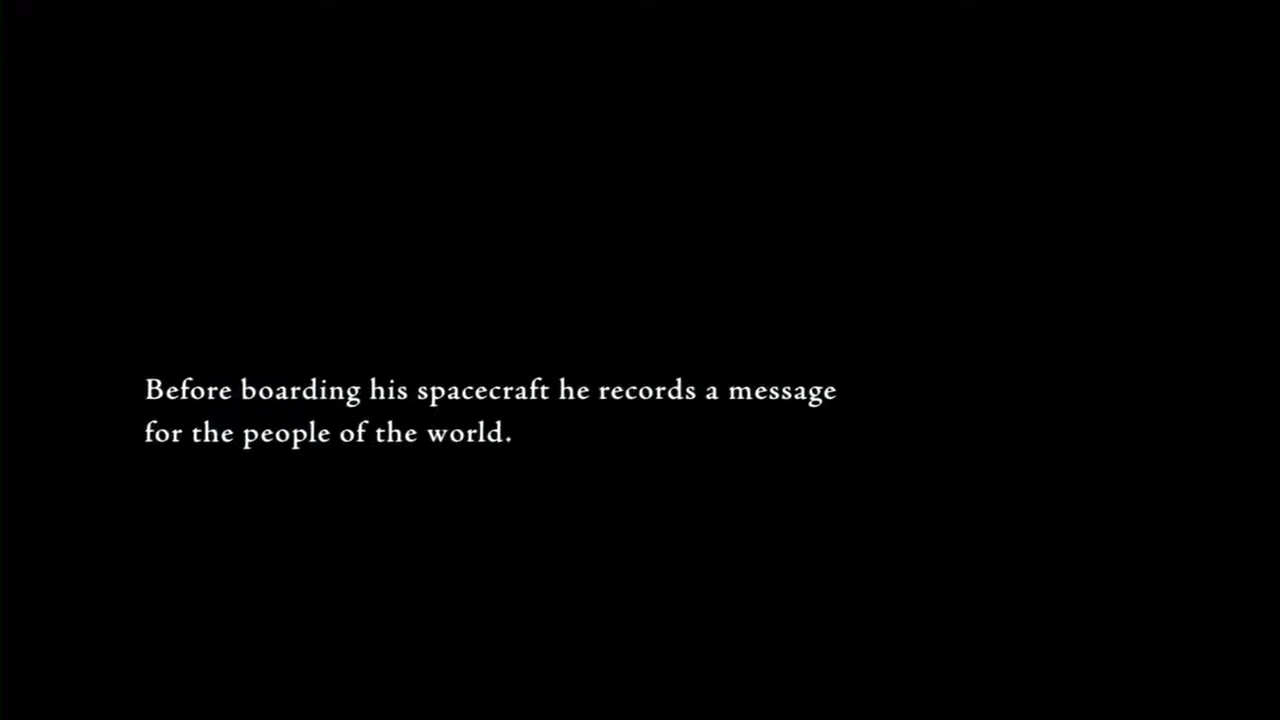 Before boarding his spacecraft he records a message
for the people of the world.